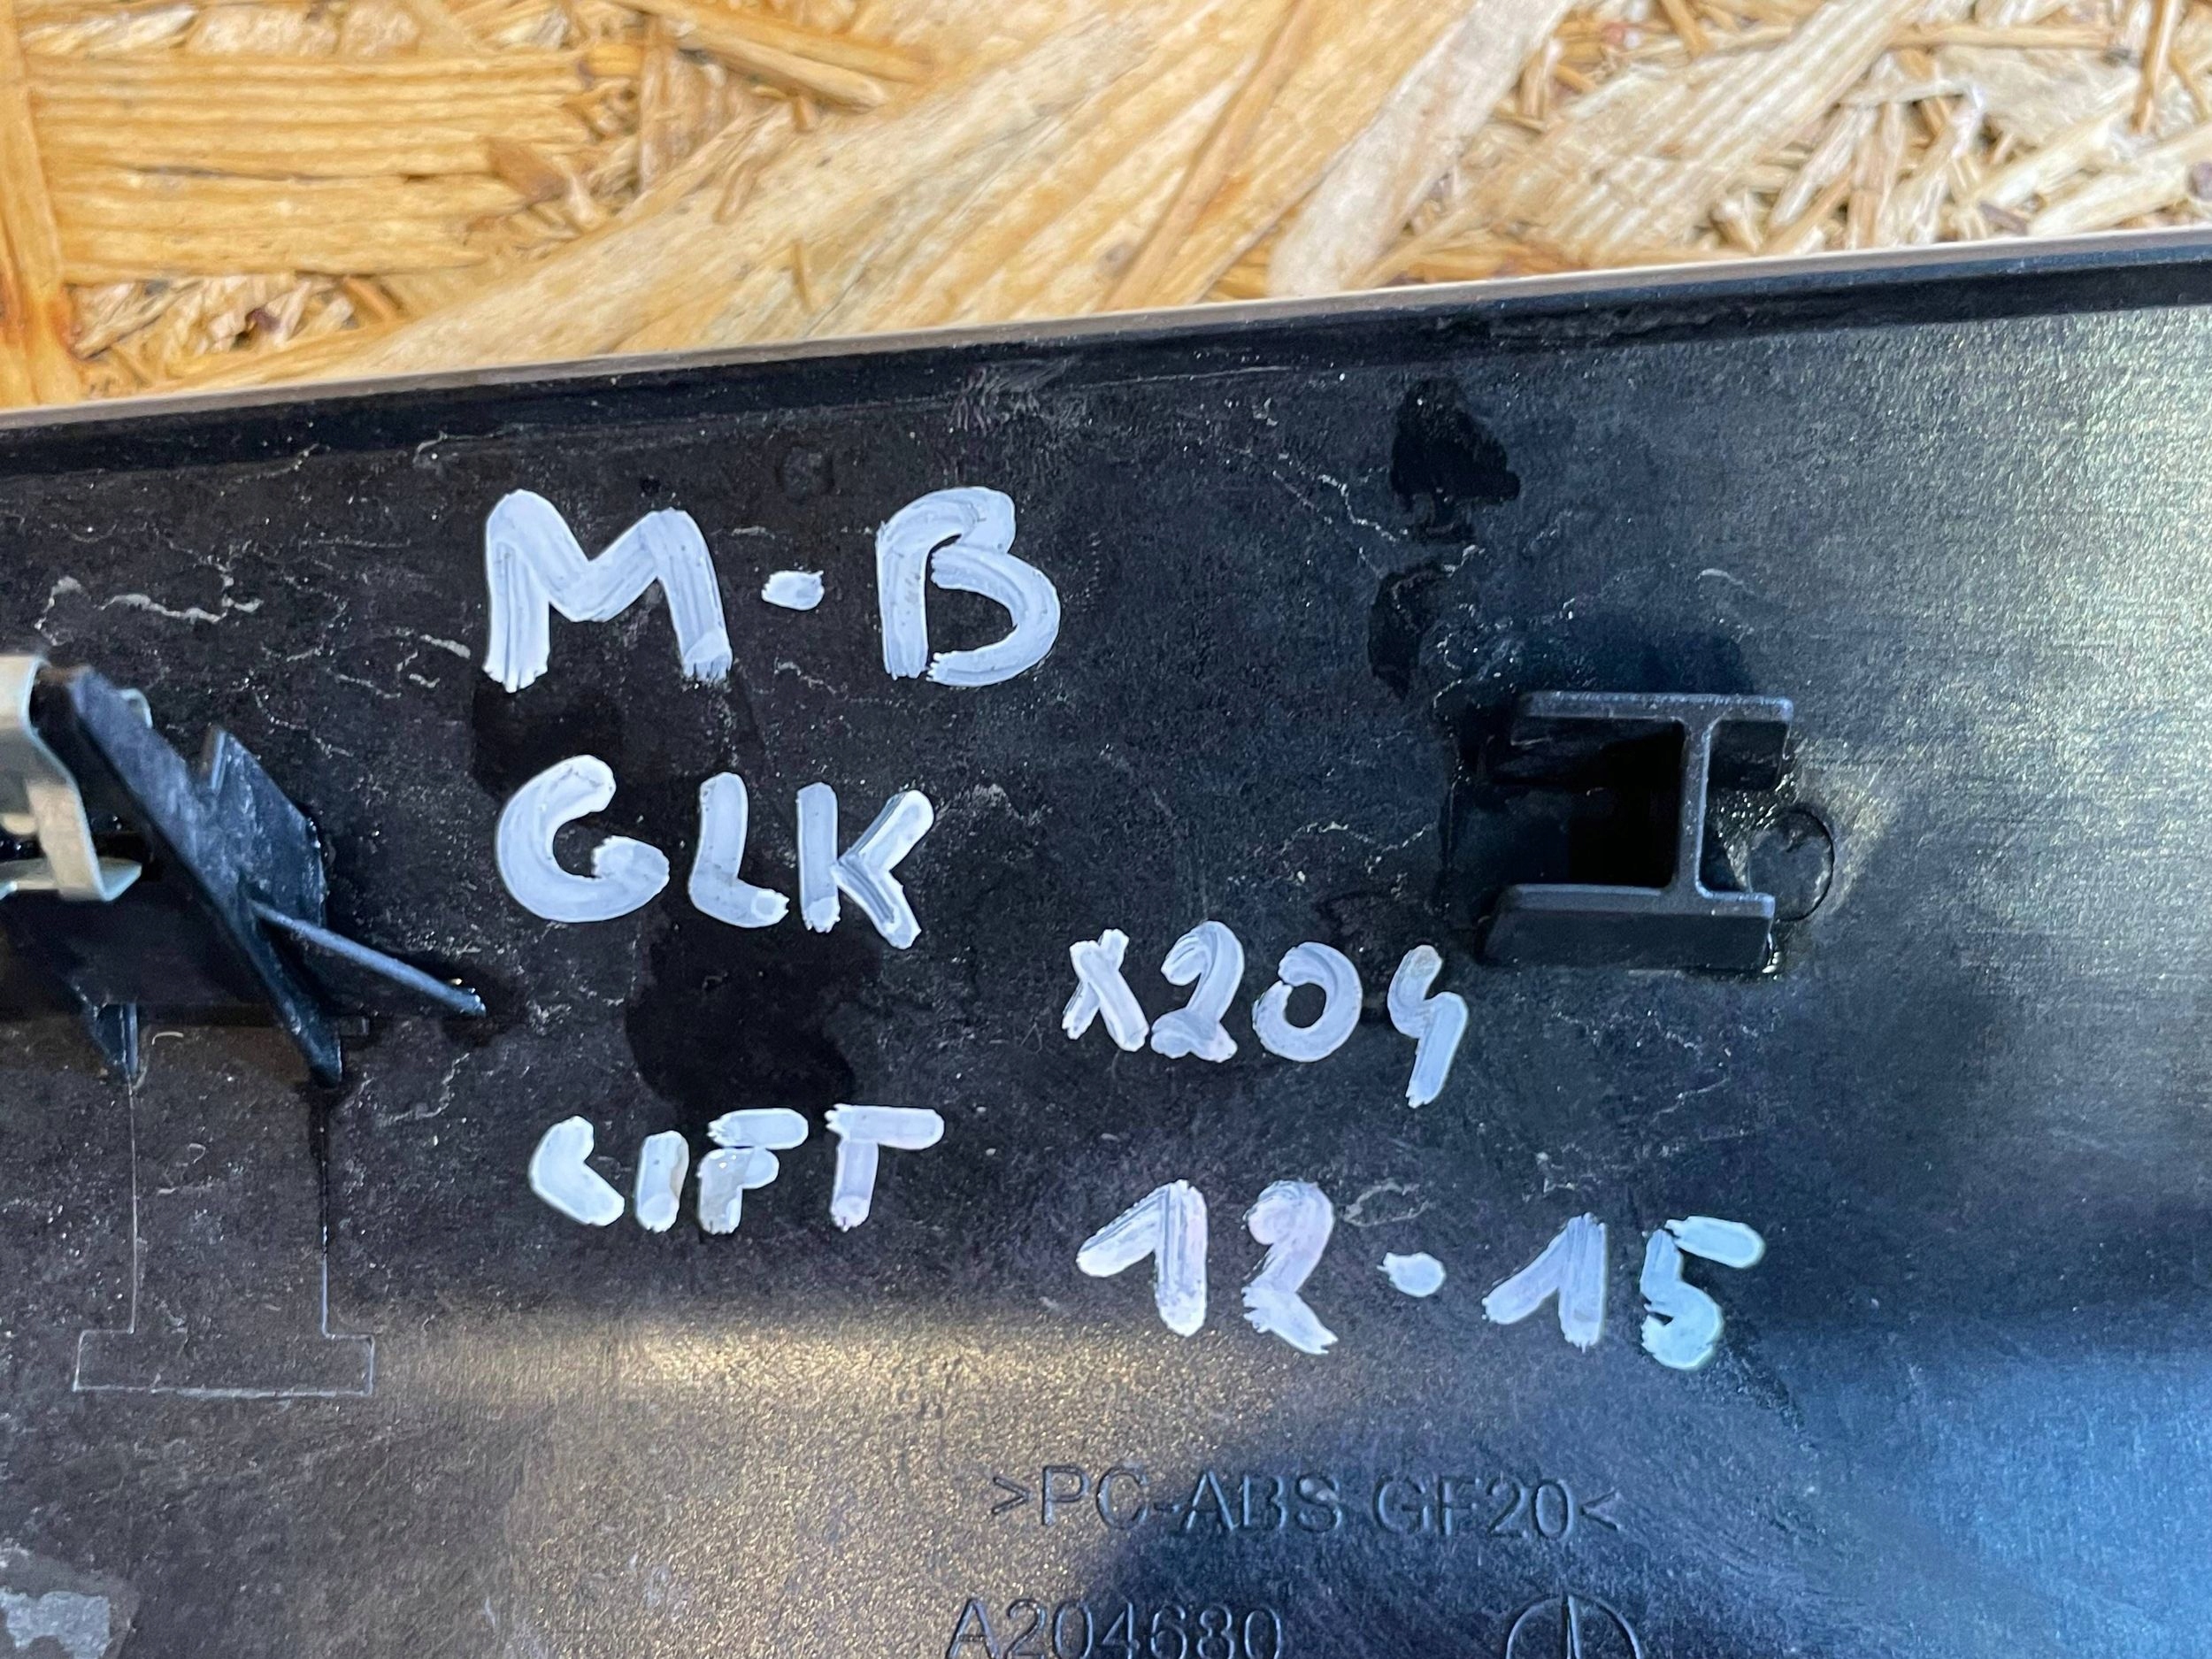 M-B
GLK
X204
LIFT
12-15
>PC-ABS GF20<
A204680